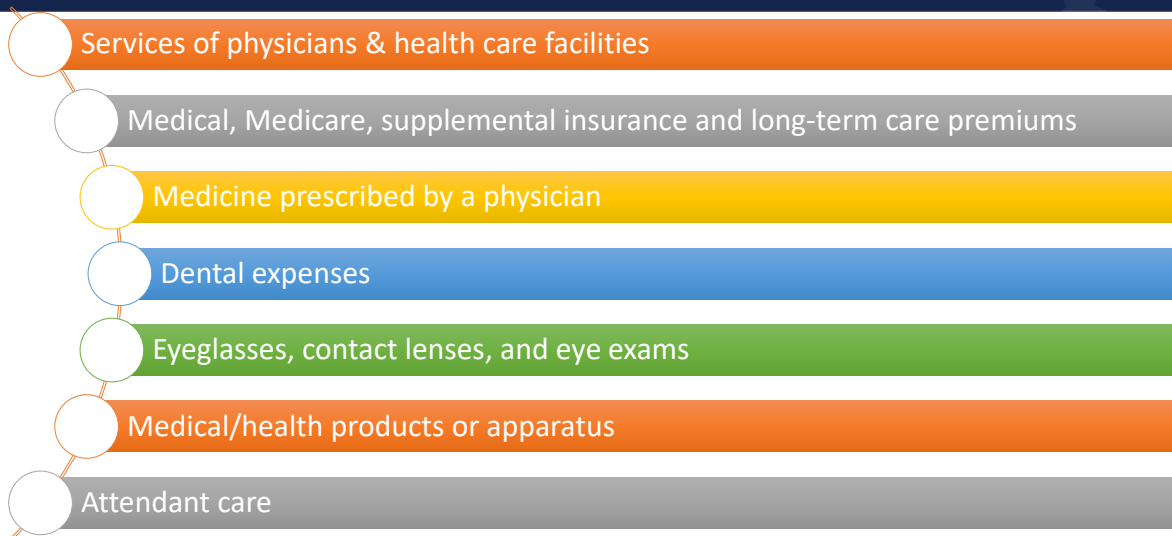 Services of physicians & health care facilities
Medical, Medicare, supplemental insurance and long-term care premiums
Medicine prescribed by a physician
Dental expenses
Eyeglasses, contact lenses, and eye exams
Medical/health products or apparatus
Attendant care